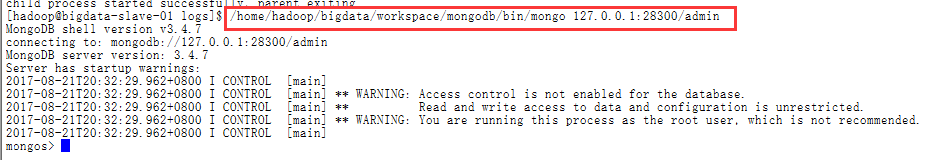 child process started successfully, parent exiting
[hadoop@bigdata-slave-01 logs]$ /home/hadoop/bigdata/workspace/mongodb/bin/mongo 127.0.0.1:28300/admin
MongoDB shell version v3.4.7
connecting to: mongodb://127.0.0.1:28300/admin
MongoDB server version: 3.4.7
Server has startup warnings:
2017-08-21T20:32:29.962+0800 I CONTROL  [main]
2017-08-21T20:32:29.962+0800 I CONTROL  [main] ** WARNING: Access control is not enabled for the database.
2017-08-21T20:32:29.962+0800 I CONTROL  [main] **          Read and write access to data and configuration is unrestricted.
2017-08-21T20:32:29.962+0800 I CONTROL  [main] ** WARNING: You are running this process as the root user, which is not recommended.
2017-08-21T20:32:29.962+0800 I CONTROL  [main]
mongos>